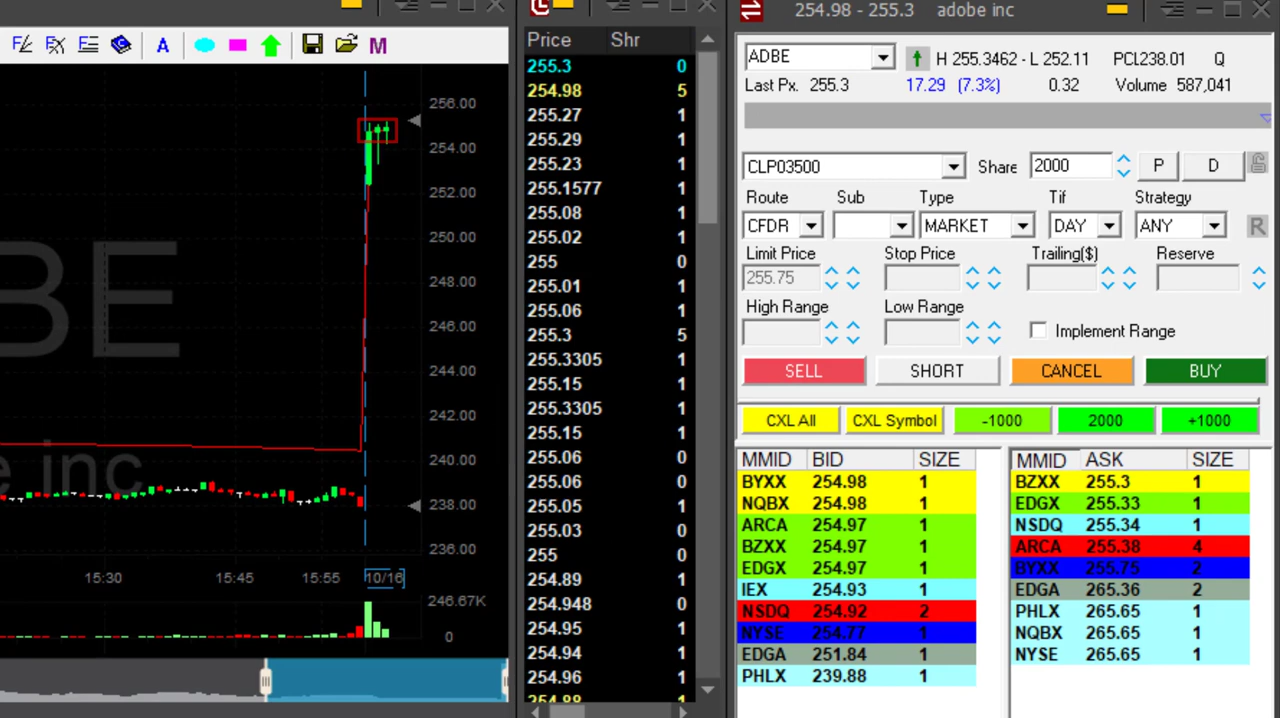 254.98 - 255.3 adobe inc
A
M
256.00
254.00
252.00
250.00
248.00
246.00
244.00
242.00
240.00
238.00
236.00
BE
e inc
15:30 15:45 15:55 10/16
246.67K
0
Price Shr
255.3 0
254.98 5
255.27 1
255.29 1
255.23 1
255.1577 1
255.08 1
255.02 1
255 0
255.01 1
255.06 1
255.3 5
255.3305 1
255.15 1
255.3305 1
255.15 1
255.06 0
255.06 0
255.05 1
255.03 0
255 0
254.89 1
254.948 0
254.95 1
254.94 1
254.96 1
254.88 1
ADBE H 255.3462 - L 252.11 PCL238.01 Q
Last Px. 255.3 17.29 (7.3%) 0.32 Volume 587,041
CLP03500 Share 2000 P D
Route Sub Type Tif Strategy
CFDR MARKET DAY ANY R
Limit Price Stop Price Trailing($) Reserve
255.75
High Range Low Range
Implement Range
SELL SHORT CANCEL BUY
CXL All CXL Symbol -1000 2000 +1000
MMID BID SIZE
BYXX 254.98 1
NQBX 254.98 1
ARCA 254.97 1
BZXX 254.97 1
EDGX 254.97 1
IEX 254.93 1
NSDQ 254.92 2
NYSE 254.77 1
EDGA 251.84 1
PHLX 239.88 1
MMID ASK SIZE
BZXX 255.3 1
EDGX 255.33 1
NSDQ 255.34 1
ARCA 255.38 4
BYXX 255.75 2
EDGA 265.36 2
PHLX 265.65 1
NQBX 265.65 1
NYSE 265.65 1